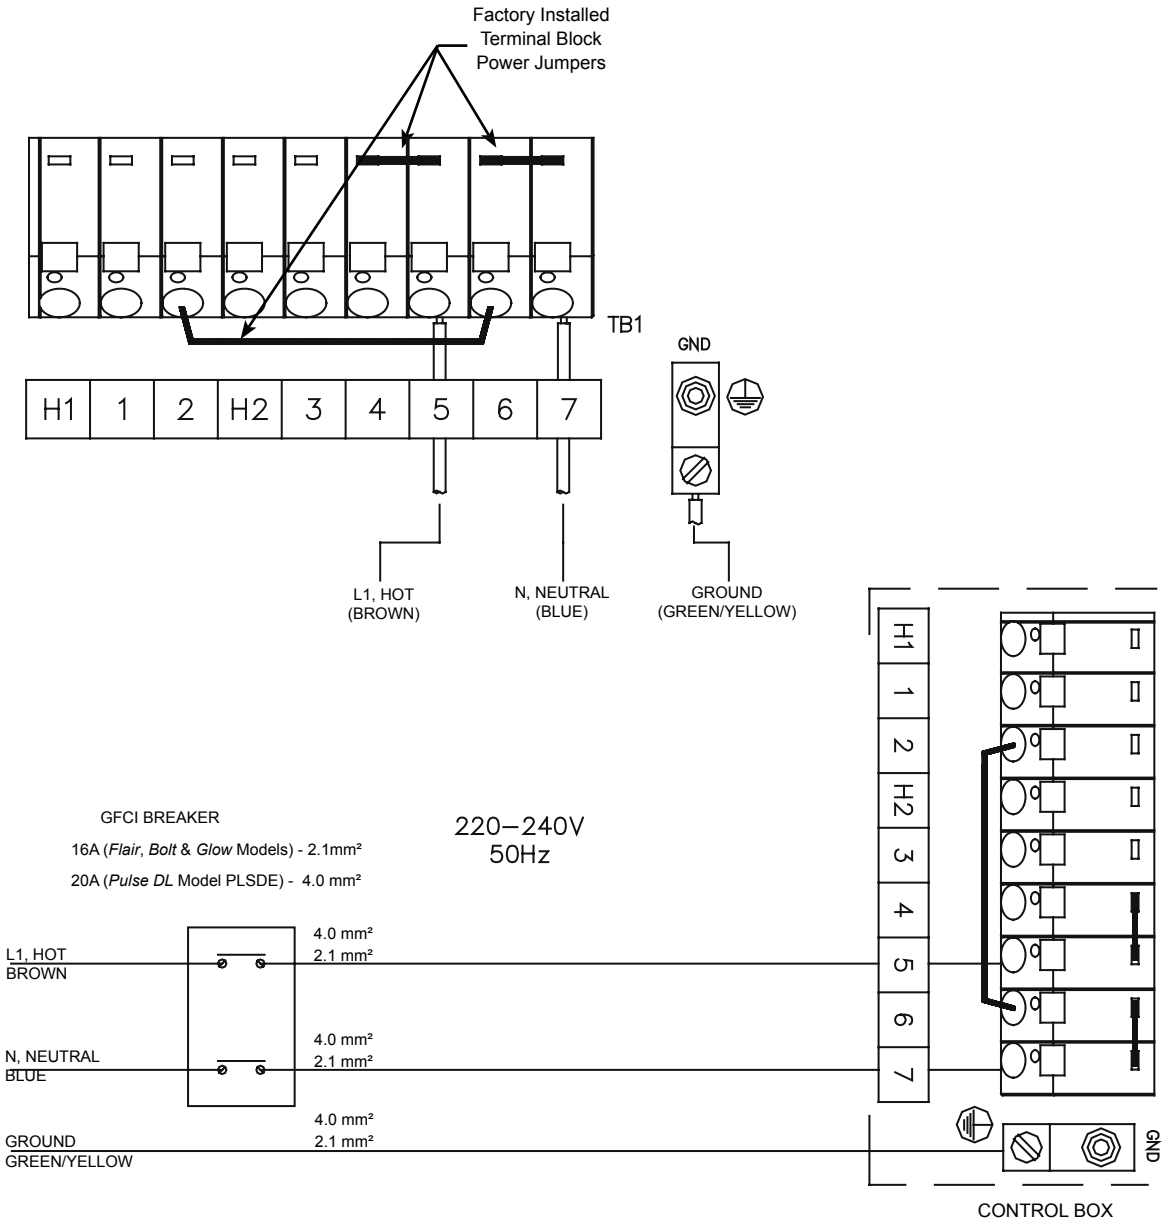 Factory Installed
Terminal Block
Power Jumpers
TB1
GND
H1 1 2 H2 3 4 5 6 7
L1, HOT
(BROWN)
N, NEUTRAL
(BLUE)
GROUND
(GREEN/YELLOW)
H1
1
2
H2
3
4
5
6
7
GFCI BREAKER
16A (Flair, Bolt & Glow Models) - 2.1mm²
20A (Pulse DL Model PLSDE) - 4.0 mm²
220-240V
50Hz
L1, HOT
BROWN
4.0 mm²
2.1 mm²
N, NEUTRAL
BLUE
4.0 mm²
2.1 mm²
GROUND
GREEN/YELLOW
4.0 mm²
2.1 mm²
GND
CONTROL BOX